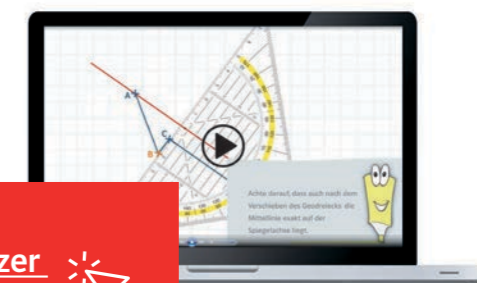 A
C
B
Achte darauf, dass auch nach dem
Verschieben des Geodreiecks die
Mittellinie exakt auf der
Spiegelachse liegt.
zer